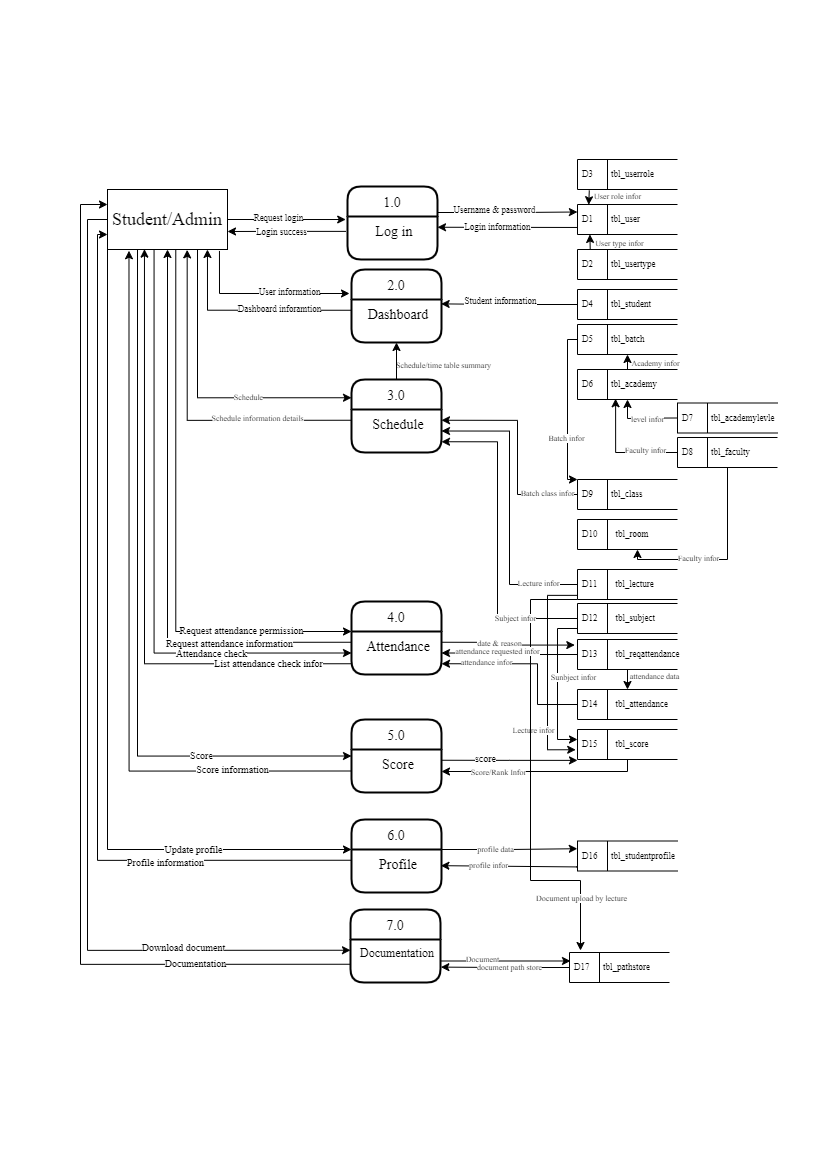 D3 tbl_userrole
User role infor
Student/Admin
1.0
Log in
Request login
Login success
Username & password
Login information
D1 tbl_user
User type infor
D2 tbl_usertype
2.0
Dashboard
User information
Dashboard inforamtion
Student information
D4 tbl_student
D5 tbl_batch
Academy infor
Schedule/time table summary
D6 tbl_academy
3.0
Schedule
Schedule
Schedule information details
level infor
D7 tbl_academylevle
Batch infor
Faculty infor
D8 tbl_faculty
Batch class infor
D9 tbl_class
D10 tbl_room
Faculty infor
Lecture infor
D11 tbl_lecture
Subject infor
D12 tbl_subject
4.0
Attendance
Request attendance permission
Request attendance information
Attendance check
List attendance check infor
date & reason
attendance requested infor
attendance infor
D13 tbl_reqattendance
attendance data
Sunbject infor
D14 tbl_attendance
Lecture infor
5.0
Score
Score
Score information
score
Score/Rank Infor
D15 tbl_score
6.0
Profile
Update profile
Profile information
profile data
profile infor
D16 tbl_studentprofile
Document upload by lecture
7.0
Documentation
Download document
Documentation
Document
document path store
D17 tbl_pathstore